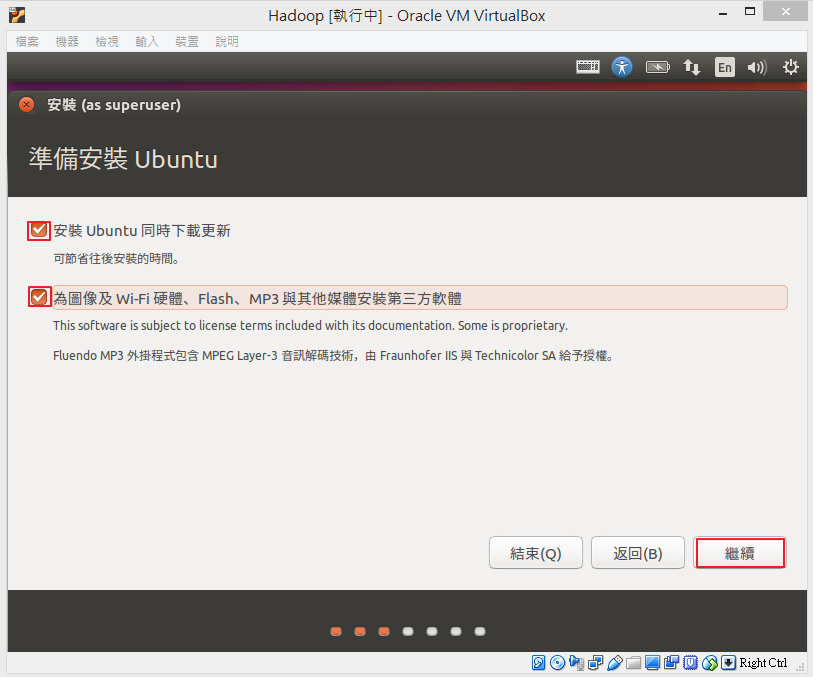 Hadoop [執行中] - Oracle VM VirtualBox
檔案 機器 檢視 輸入 裝置 說明
En
安裝 (as superuser)
準備安裝 Ubuntu
安裝 Ubuntu 同時下載更新
可節省往後安裝的時間。
為圖像及 Wi-Fi 硬體、Flash、MP3 與其他媒體安裝第三方軟體
This software is subject to license terms included with its documentation. Some is proprietary.
Fluendo MP3 外掛程式包含 MPEG Layer-3 音訊解碼技術，由 Fraunhofer IIS 與 Technicolor SA 給予授權。
結束(Q) 返回(B) 繼續
Right Ctrl